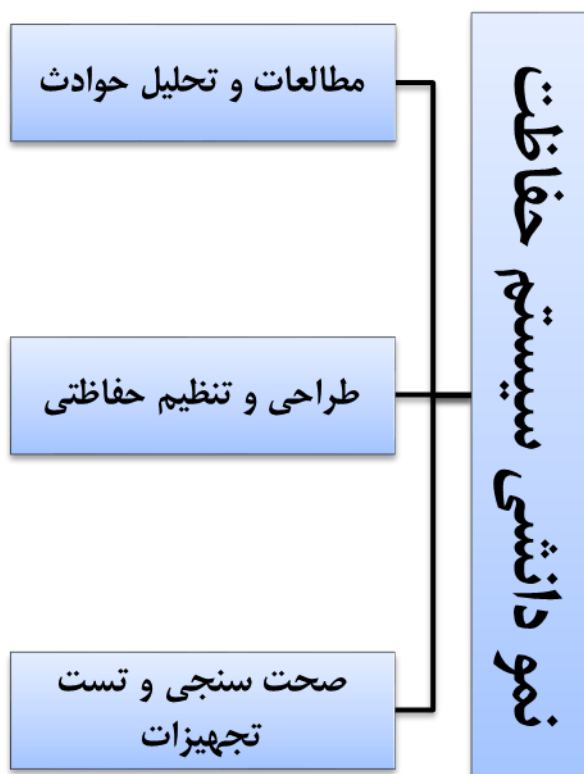 نمو دانشی سیستم حفاظت
مطالعات و تحلیل حوادث
طراحی و تنظیم حفاظتی
صحت سنجی و تست
تجهیزات